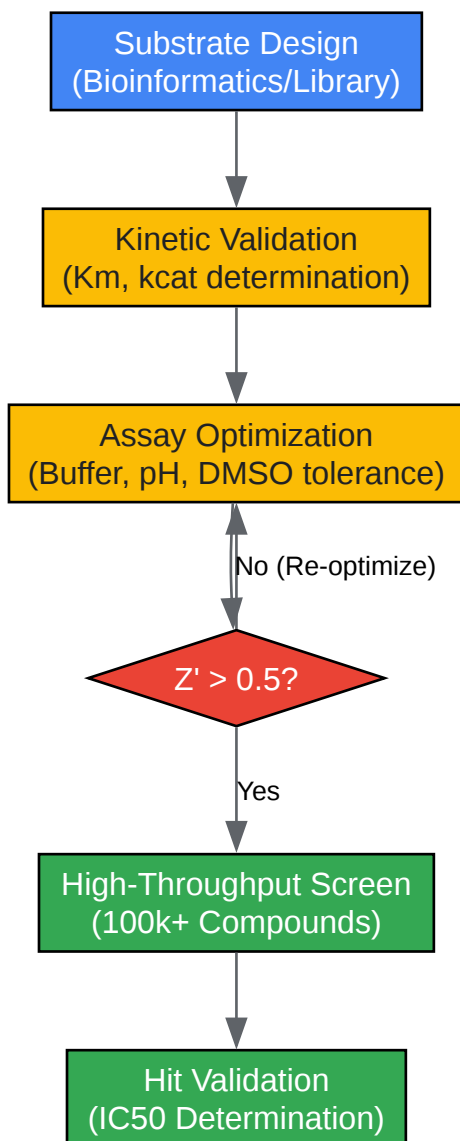 Substrate Design
(Bioinformatics/Library)
Kinetic Validation
(Km, kcat determination)
Assay Optimization
(Buffer, pH, DMSO tolerance)
No (Re-optimize)
Z' > 0.5?
Yes
High-Throughput Screen
(100k+ Compounds)
Hit Validation
(IC50 Determination)